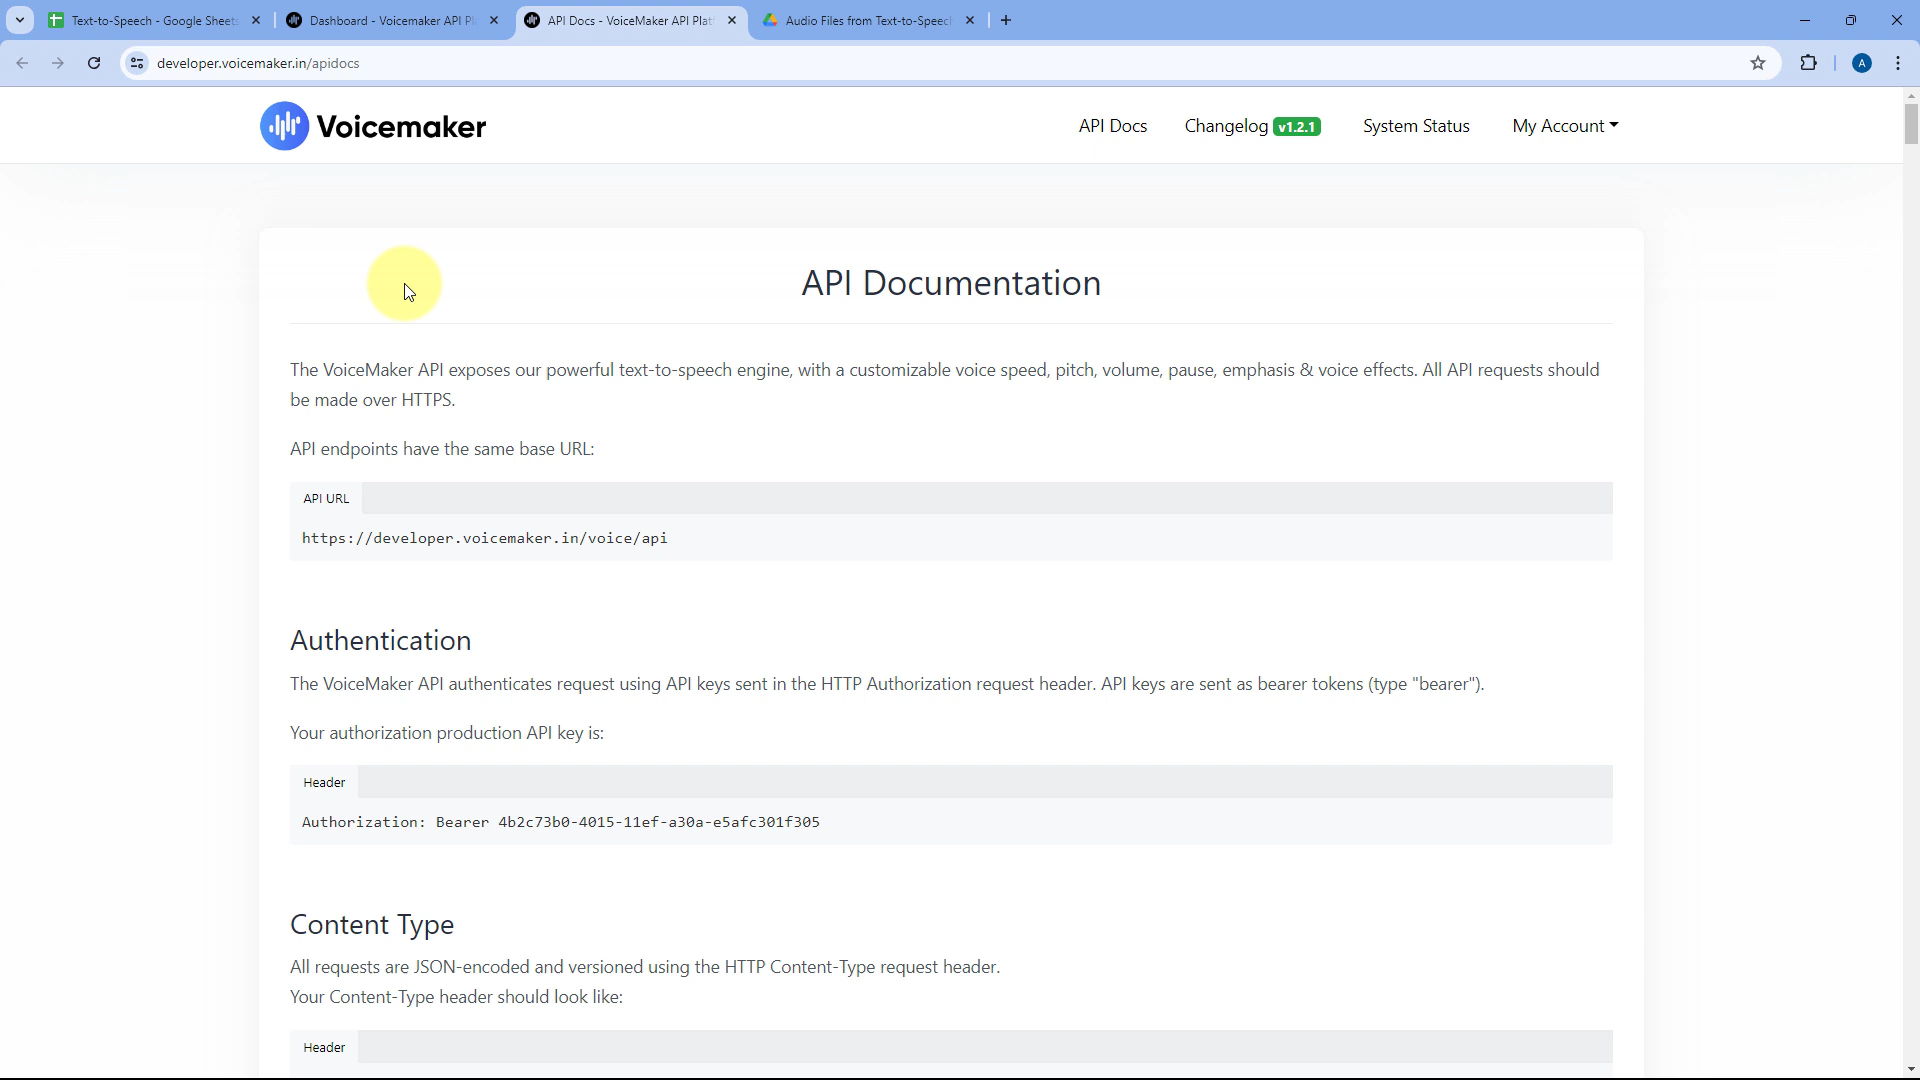 Text-to-Speech - Google Sheets
Dashboard - Voicemaker API Pl
API Docs - VoiceMaker API Platf
Audio Files from Text-to-Speech
developer.voicemaker.in/apidocs
A
Voicemaker
API Docs
Changelog v1.2.1
System Status
My Account
API Documentation
The VoiceMaker API exposes our powerful text-to-speech engine, with a customizable voice speed, pitch, volume, pause, emphasis & voice effects. All API requests should
be made over HTTPS.
API endpoints have the same base URL:
API URL
https://developer.voicemaker.in/voice/api
Authentication
The VoiceMaker API authenticates request using API keys sent in the HTTP Authorization request header. API keys are sent as bearer tokens (type "bearer").
Your authorization production API key is:
Header
Authorization: Bearer 4b2c73b0-4015-11ef-a30a-e5afc301f305
Content Type
All requests are JSON-encoded and versioned using the HTTP Content-Type request header.
Your Content-Type header should look like:
Header